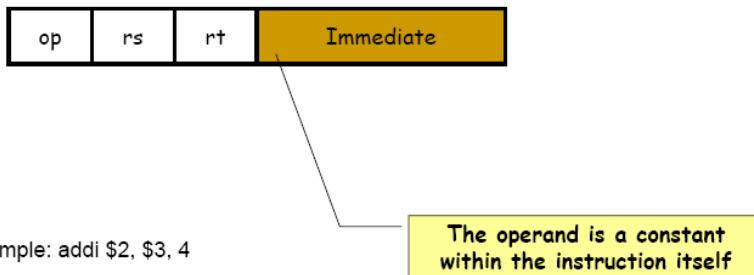 op rs rt Immediate
The operand is a constant
within the instruction itself
mple: addi $2, $3, 4